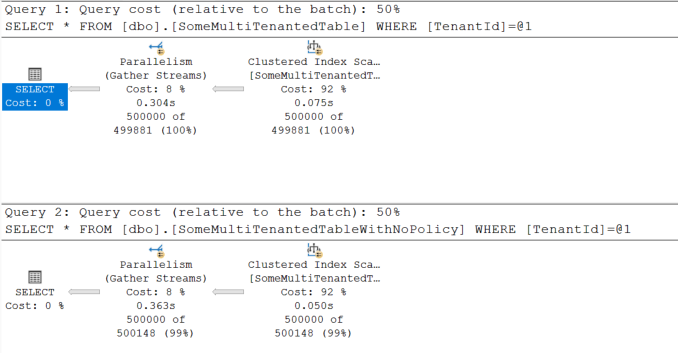 Query 1: Query cost (relative to the batch): 50%
SELECT * FROM [dbo].[SomeMultiTenantedTable] WHERE [TenantId]=@1
SELECT
Cost: 0 %
Parallelism
(Gather Streams)
Cost: 8 %
0.304s
500000 of
499881 (100%)
Clustered Index Sca…
[SomeMultiTenantedT…
Cost: 92 %
0.075s
500000 of
499881 (100%)
Query 2: Query cost (relative to the batch): 50%
SELECT * FROM [dbo].[SomeMultiTenantedTableWithNoPolicy] WHERE [TenantId]=@1
SELECT
Cost: 0 %
Parallelism
(Gather Streams)
Cost: 8 %
0.363s
500000 of
500148 (99%)
Clustered Index Sca…
[SomeMultiTenantedT…
Cost: 92 %
0.050s
500000 of
500148 (99%)